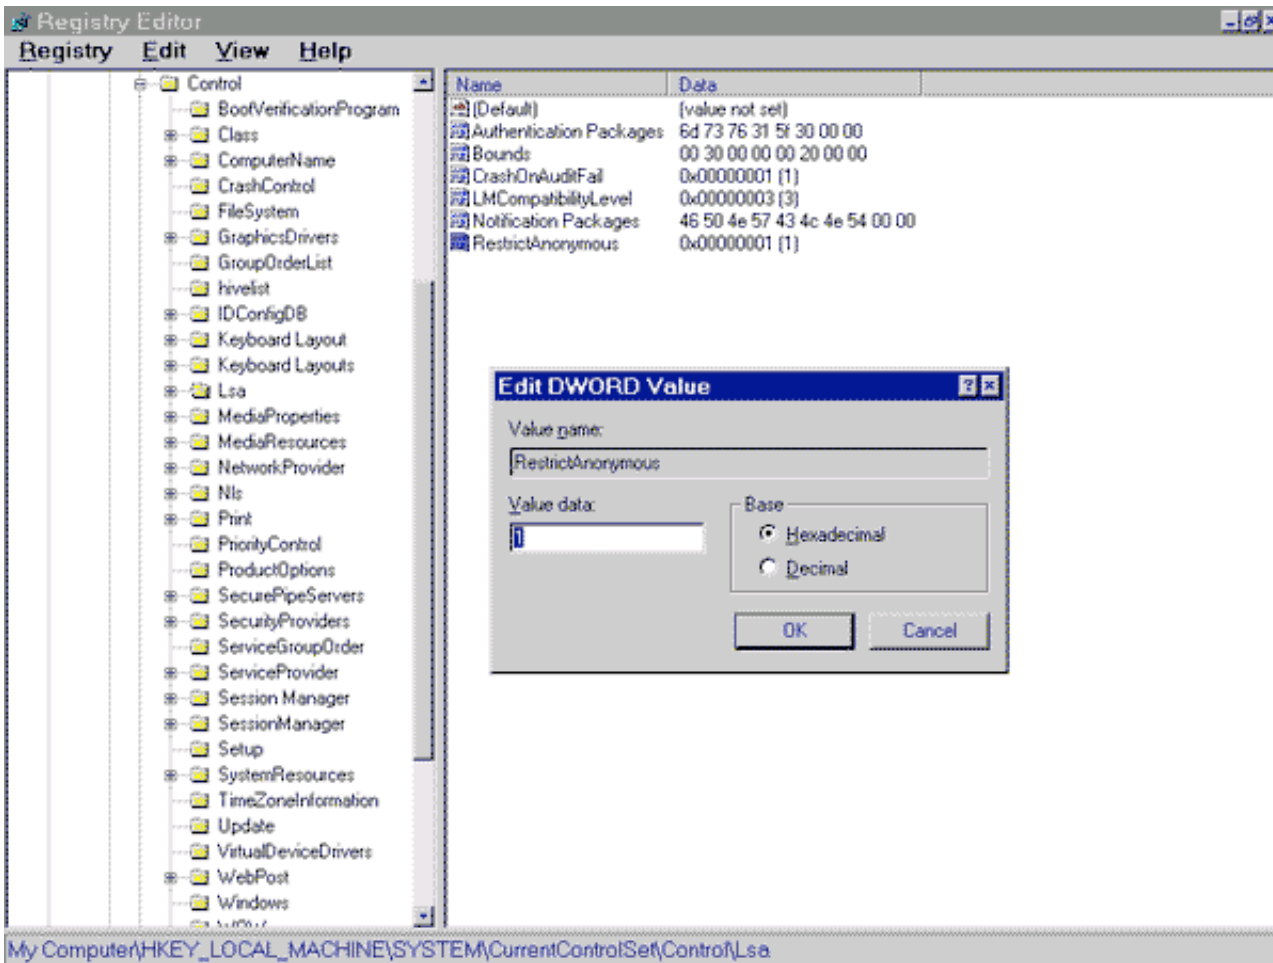 Registry Editor
Registry Edit View Help
Control
BootVerificationProgram
Class
ComputerName
CrashControl
FileSystem
GraphicsDrivers
GroupOrderList
hivelist
IDConfigDB
Keyboard Layout
Keyboard Layouts
Lsa
MediaProperties
MediaResources
NetworkProvider
Nls
Print
PriorityControl
ProductOptions
SecurePipeServers
SecurityProviders
ServiceGroupOrder
ServiceProvider
Session Manager
SessionManager
Setup
SystemResources
TimeZoneInformation
Update
VirtualDeviceDrivers
WebPost
Windows
Name Data
(Default) (value not set)
Authentication Packages 6d 73 76 31 5f 30 00 00
Bounds 00 30 00 00 00 20 00 00
CrashOnAuditFail 0x00000001 (1)
LMCompatibilityLevel 0x00000003 (3)
Notification Packages 46 50 4e 57 43 4c 4e 54 00 00
RestrictAnonymous 0x00000001 (1)
Edit DWORD Value
Value name:
RestrictAnonymous
Value data:
1
Base
Hexadecimal
Decimal
OK Cancel
My Computer\HKEY_LOCAL_MACHINE\SYSTEM\CurrentControlSet\Control\Lsa